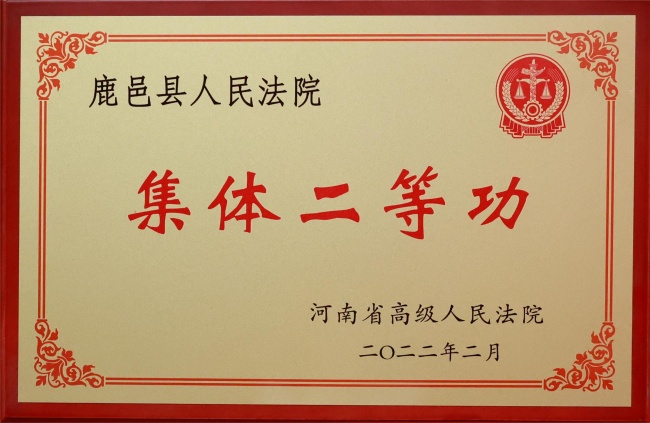 鹿邑县人民法院
集体二等功
河南省高级人民法院
二〇二二年二月